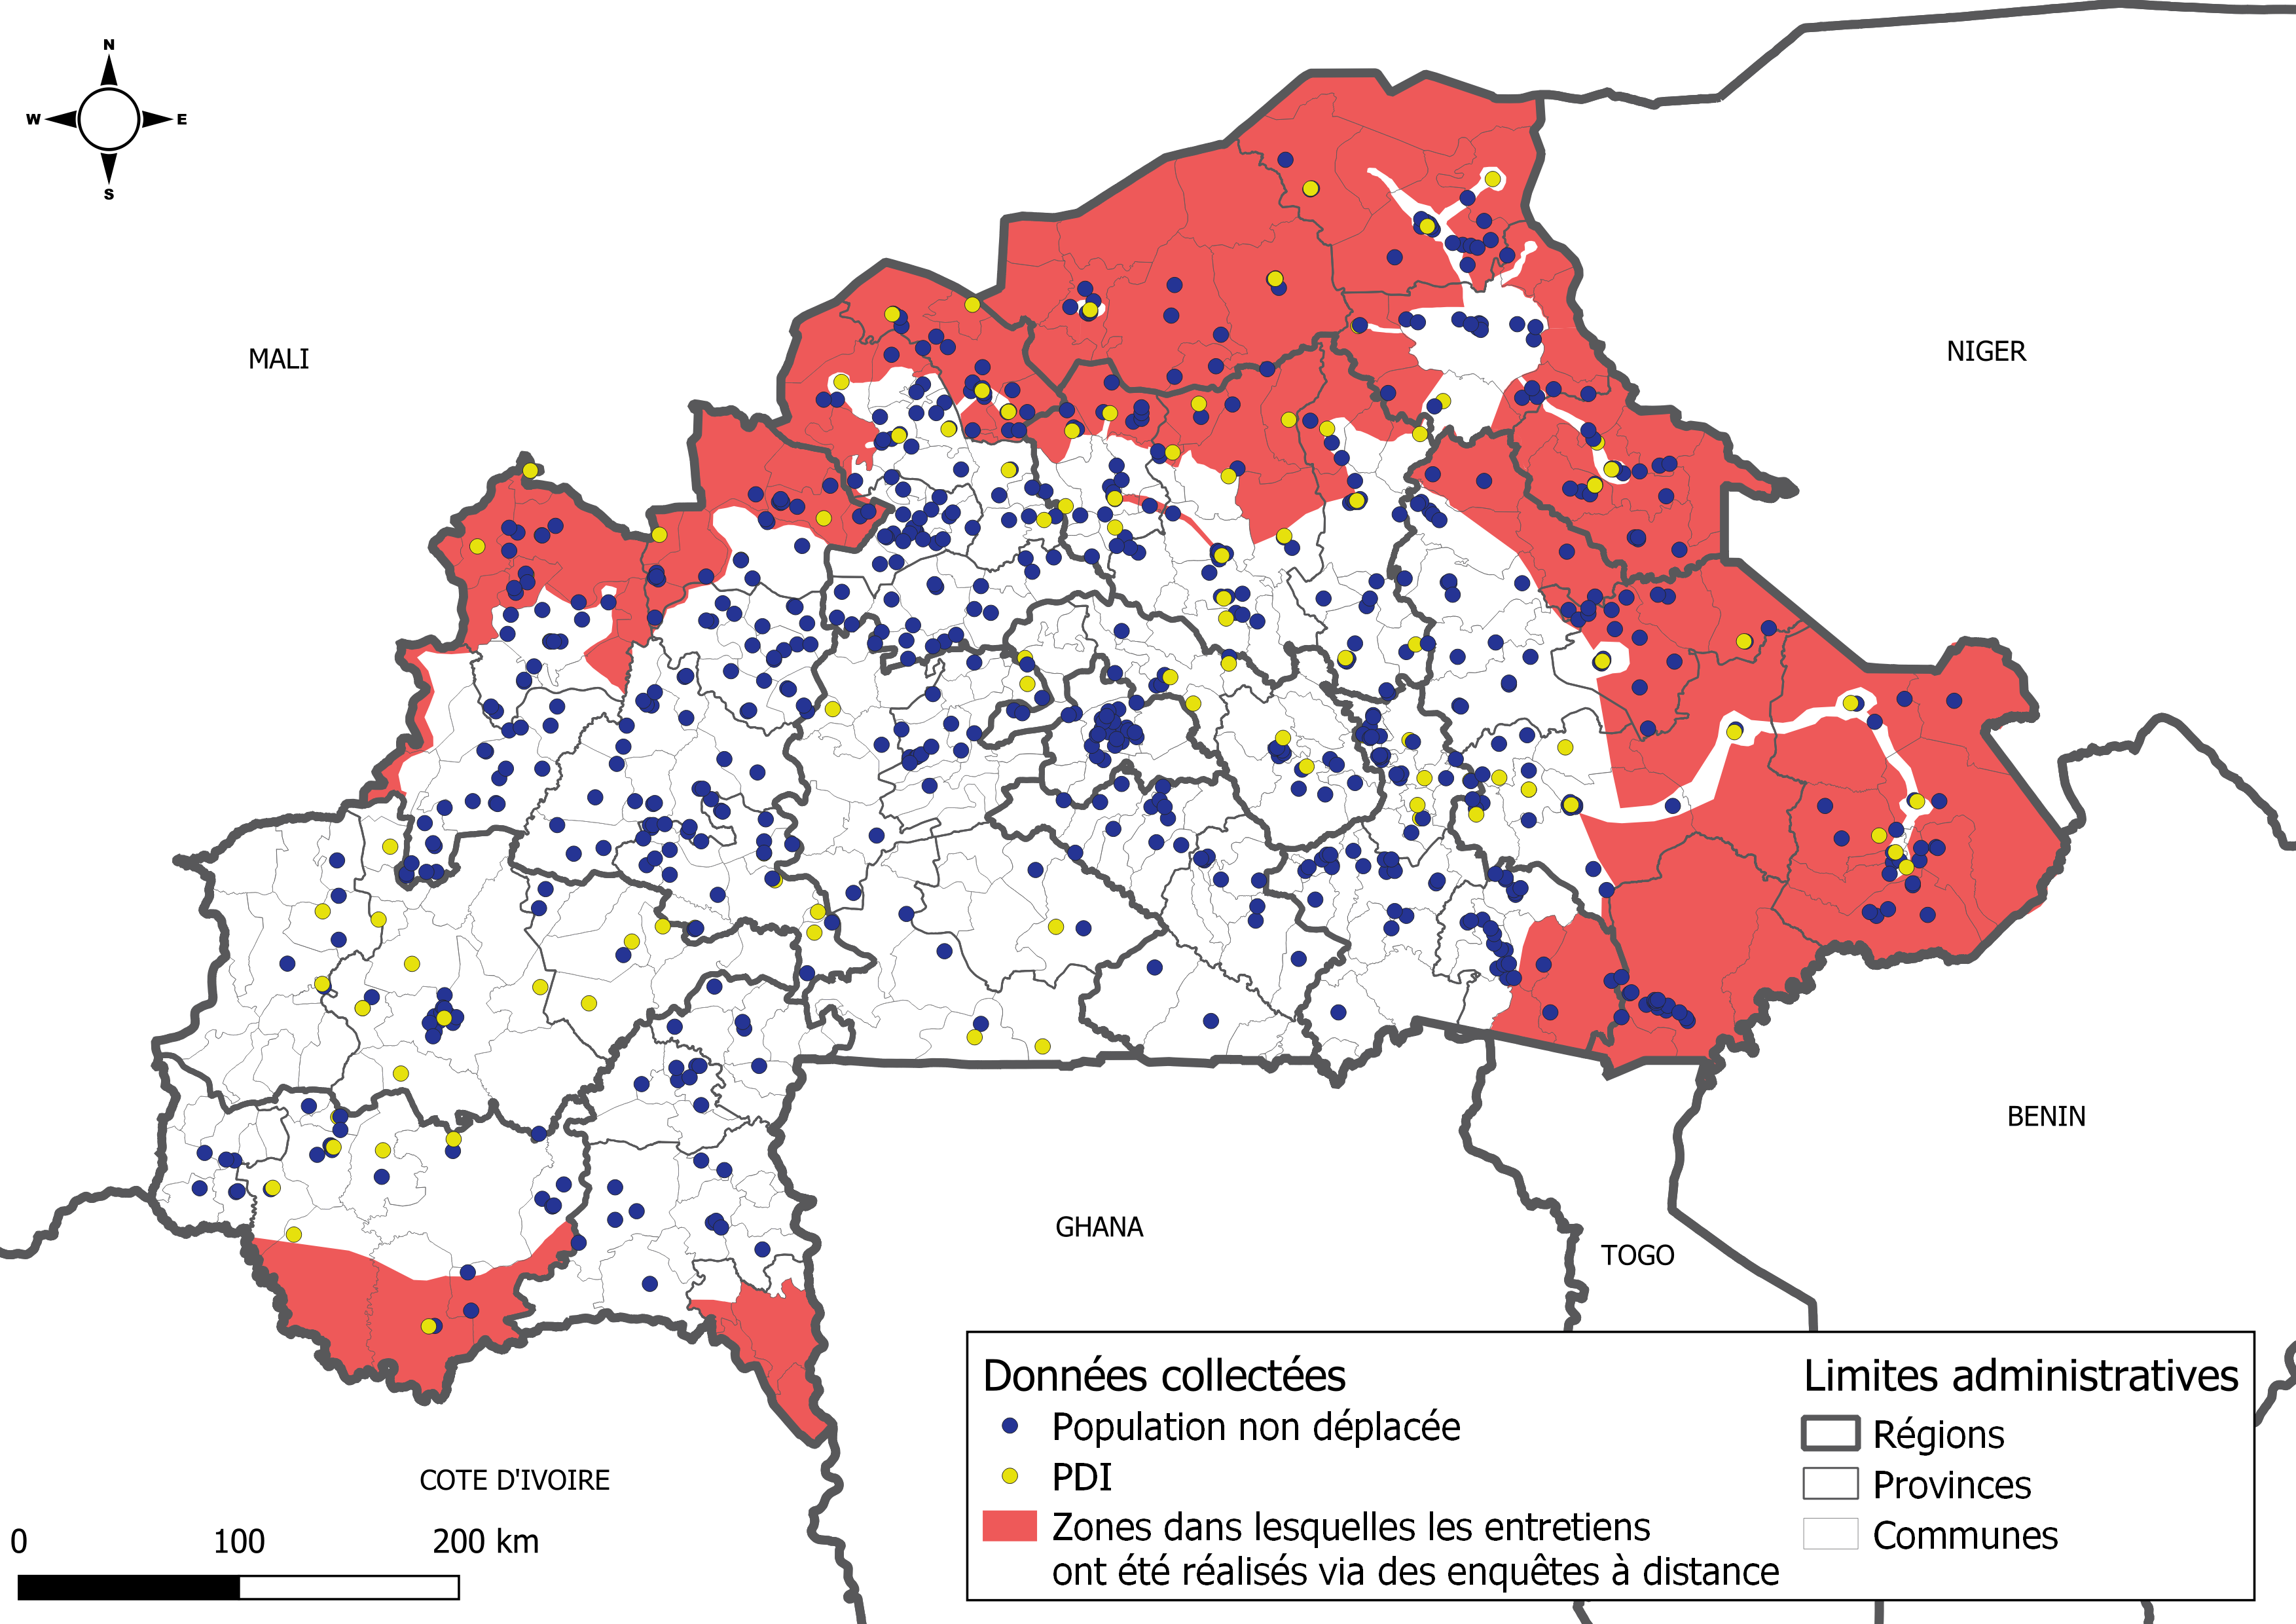 N
W
E
S
MALI
NIGER
BENIN
GHANA
TOGO
COTE D'IVOIRE
0 100 200 km
Données collectées
Population non déplacée
PDI
Zones dans lesquelles les entretiens
ont été réalisés via des enquêtes à distance
Limites administratives
Régions
Provinces
Communes